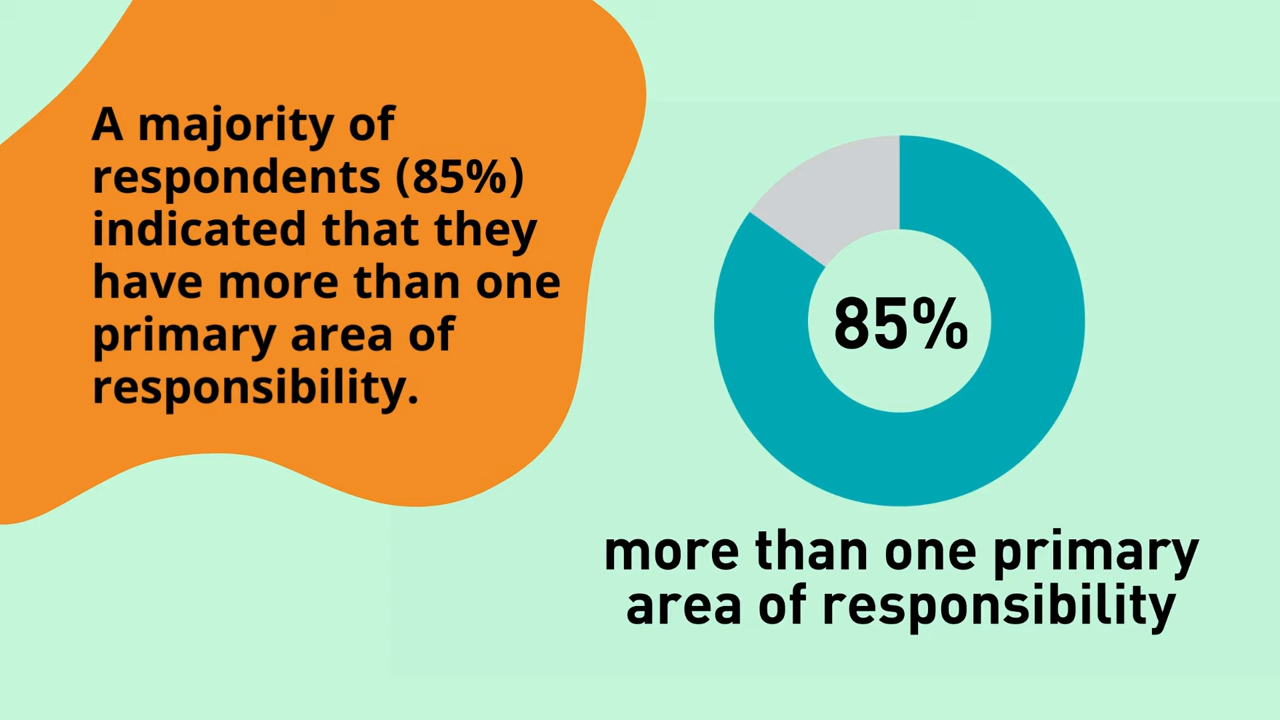 A majority of
respondents (85%)
indicated that they
have more than one
primary area of
responsibility.
85%
more than one primary
area of responsibility